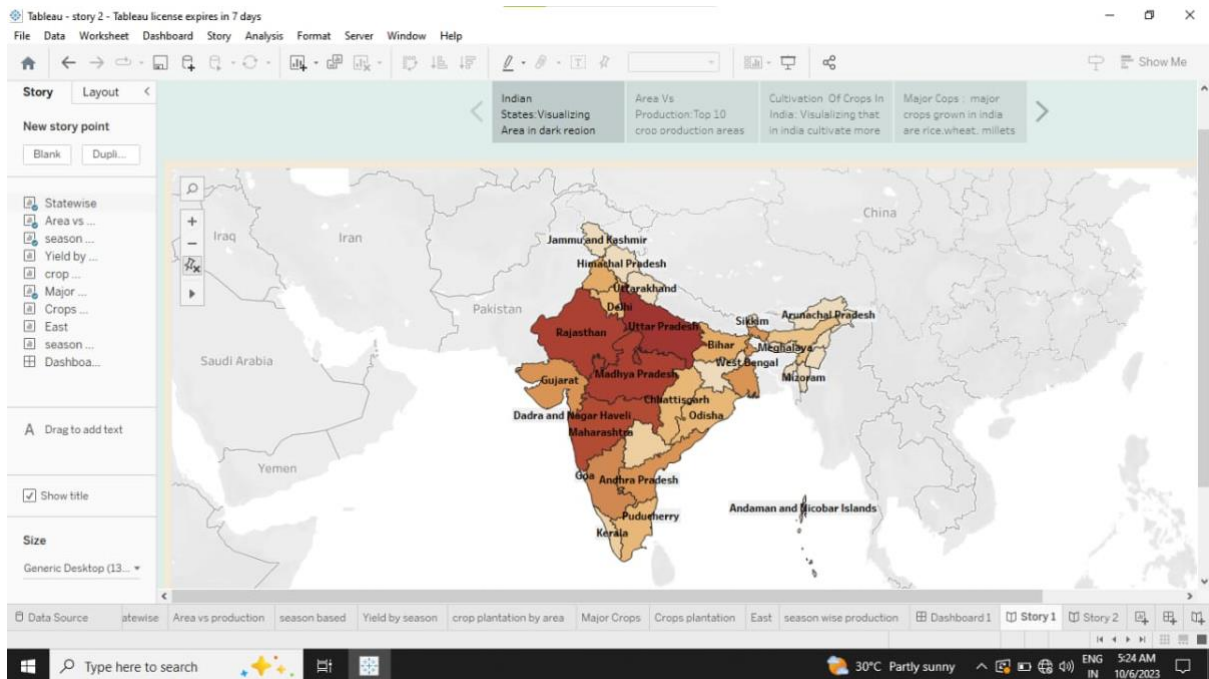 Tableau - story 2 - Tableau license expires in 7 days
File Data Worksheet Dashboard Story Analysis Format Server Window Help
Show Me
Story Layout
New story point
Blank Dupli...
Statewise
Area vs ...
season ...
Yield by ...
crop ...
Major ...
Crops ...
East
season ...
Dashboa...
A Drag to add text
Show title
Size
Generic Desktop (13...
Indian
States:Visualizing
Area in dark region
Area Vs
Production:Top 10
crop production areas
Cultivation Of Crops In
India: Visulalizing that
in india cultivate more
Major Cops : major
crops grown in india
are rice,wheat, millets
China
Iraq
Iran
Jammu and Kashmir
Himachal Pradesh
Uttarakhand
Pakistan
Delhi
Rajasthan
Uttar Pradesh
Sikkim
Arunachal Pradesh
Bihar
Meghalaya
Saudi Arabia
West Bengal
Gujarat
Madhya Pradesh
Mizoram
Chhattisgarh
Dadra and Nagar Haveli
Odisha
Maharashtra
Yemen
Goa
Andhra Pradesh
Andaman and Nicobar Islands
Puducherry
Kerala
Data Source atewise Area vs production season based Yield by season crop plantation by area Major Crops Crops plantation East season wise production Dashboard 1 Story 1 Story 2
Type here to search
30°C Partly sunny
ENG
IN
5:24 AM
10/6/2023